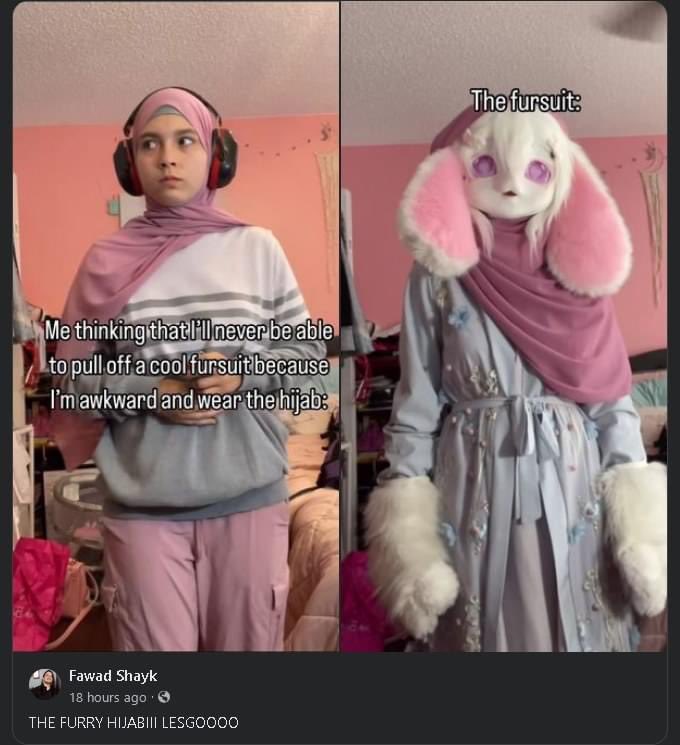 Me thinking that I'll never be able
to pull off a cool fursuit because
I'm awkward and wear the hijab:
The fursuit:
Fawad Shayk
18 hours ago ·
THE FURRY HIJABIII LESGOOOO